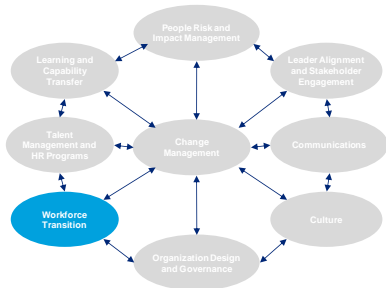 People Risk and
Impact Management
Learning and
Capability
Transfer
Leader Alignment
and Stakeholder
Engagement
Talent
Management and
HR Programs
Change
Management
Communications
Workforce
Transition
Culture
Organization Design
and Governance